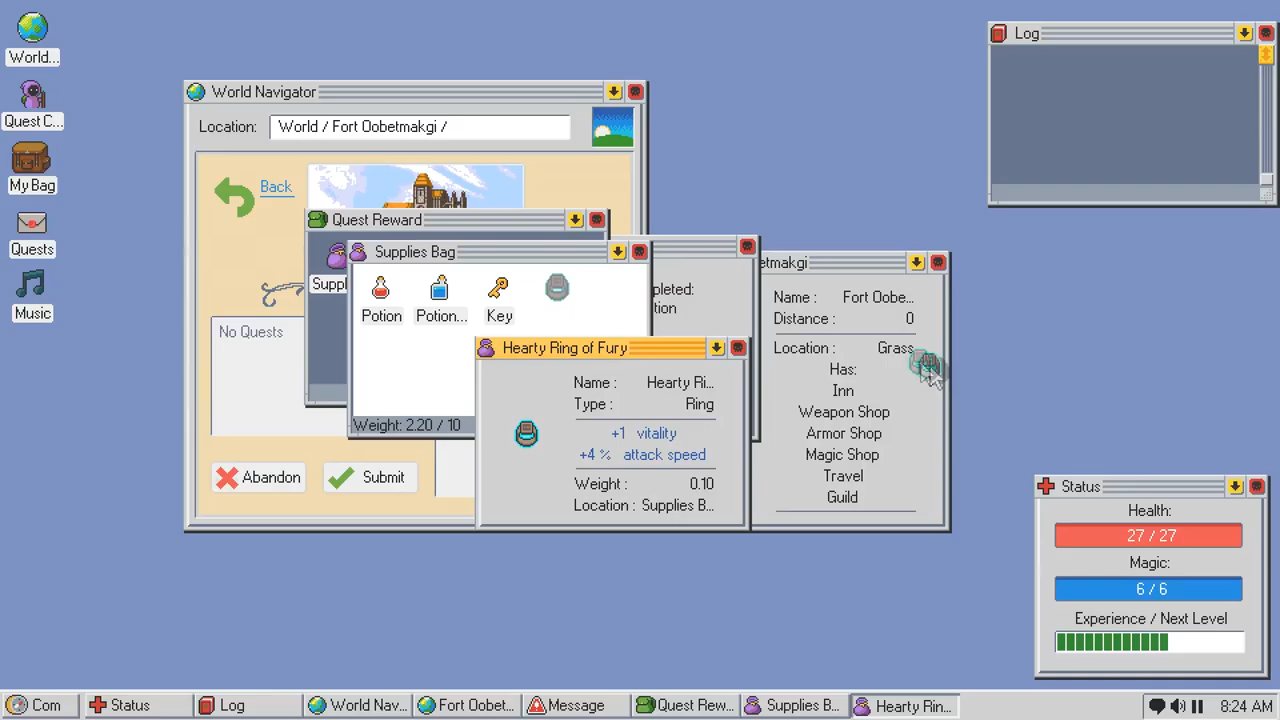 World...
Quest C...
My Bag
Quests
Music
World Navigator
Location:
World / Fort Oobetmakgi /
Back
No Quests
Abandon
Submit
Quest Reward
Suppl
Supplies Bag
Potion
Potion...
Key
Weight: 2.20 / 10
pleted:
tion
Hearty Ring of Fury
Name : Hearty Ri...
Type : Ring
+1 vitality
+4 % attack speed
Weight : 0.10
Location : Supplies B...
etmakgi
Name : Fort Oobe...
Distance : 0
Location : Grass
Has:
Inn
Weapon Shop
Armor Shop
Magic Shop
Travel
Guild
Log
Status
Health:
27 / 27
Magic:
6 / 6
Experience / Next Level
Com
Status
Log
World Nav...
Fort Oobet...
Message
Quest Rew...
Supplies B...
Hearty Rin...
8:24 AM